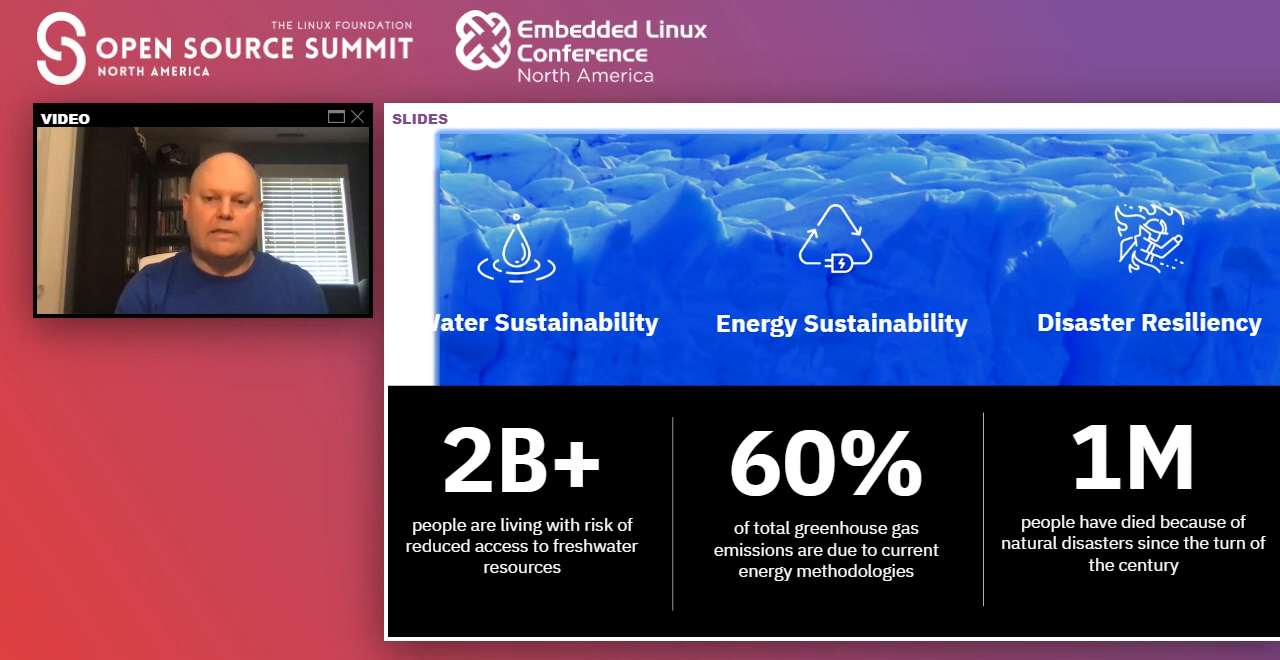 THE LINUX FOUNDATION
OPEN SOURCE SUMMIT
NORTH AMERICA
Embedded Linux
Conference
North America
VIDEO
SLIDES
Water Sustainability
Energy Sustainability
Disaster Resiliency
2B+
people are living with risk of
reduced access to freshwater
resources
60%
of total greenhouse gas
emissions are due to current
energy methodologies
1M
people have died because of
natural disasters since the turn of
the century